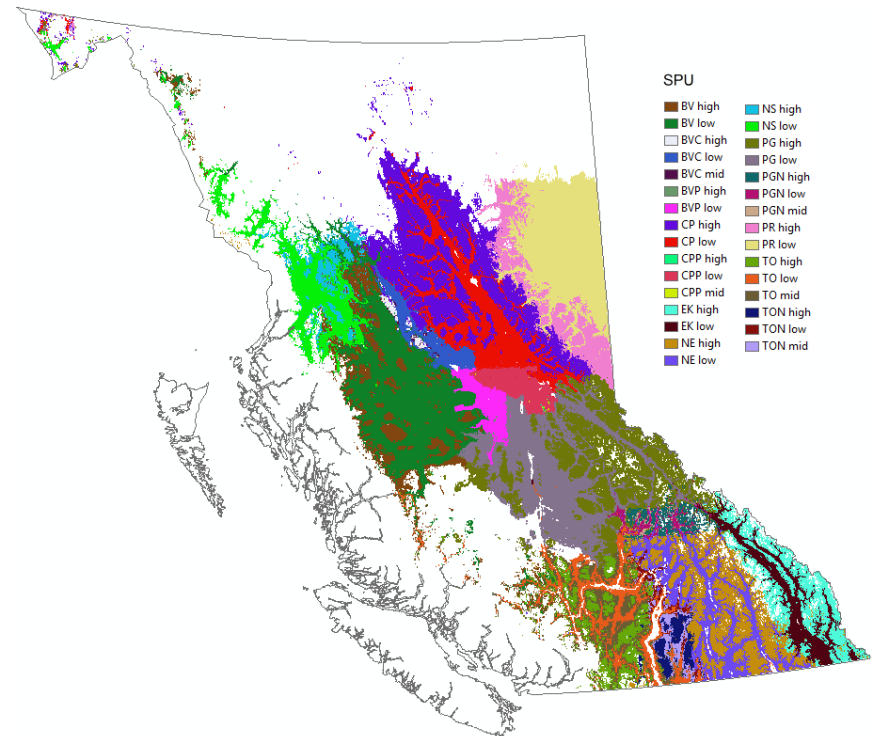 SPU
BV high
BV low
BVC high
BVC low
BVC mid
BVP high
BVP low
CP high
CP low
CPP high
CPP low
CPP mid
EK high
EK low
NE high
NE low
NS high
NS low
PG high
PG low
PGN high
PGN low
PGN mid
PR high
PR low
TO high
TO low
TO mid
TON high
TON low
TON mid